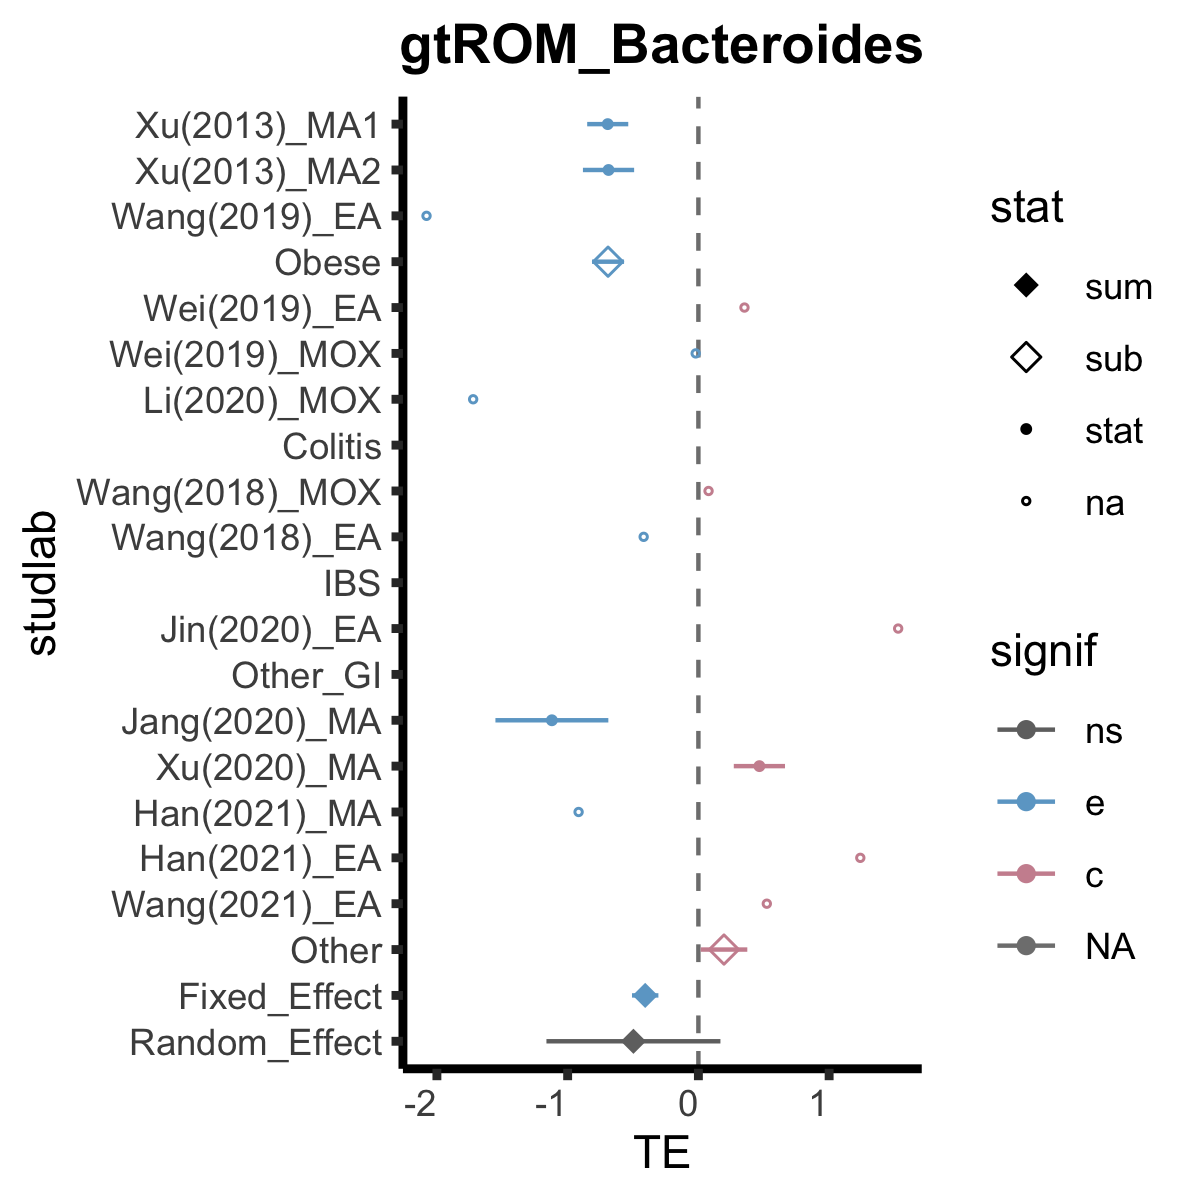 gtROM_Bacteroides
studlab
Xu(2013)_MA1
Xu(2013)_MA2
Wang(2019)_EA
Obese
Wei(2019)_EA
Wei(2019)_MOX
Li(2020)_MOX
Colitis
Wang(2018)_MOX
Wang(2018)_EA
IBS
Jin(2020)_EA
Other_GI
Jang(2020)_MA
Xu(2020)_MA
Han(2021)_MA
Han(2021)_EA
Wang(2021)_EA
Other
Fixed_Effect
Random_Effect
-2 -1 0 1
TE
stat
sum
sub
stat
na
signif
ns
e
c
NA